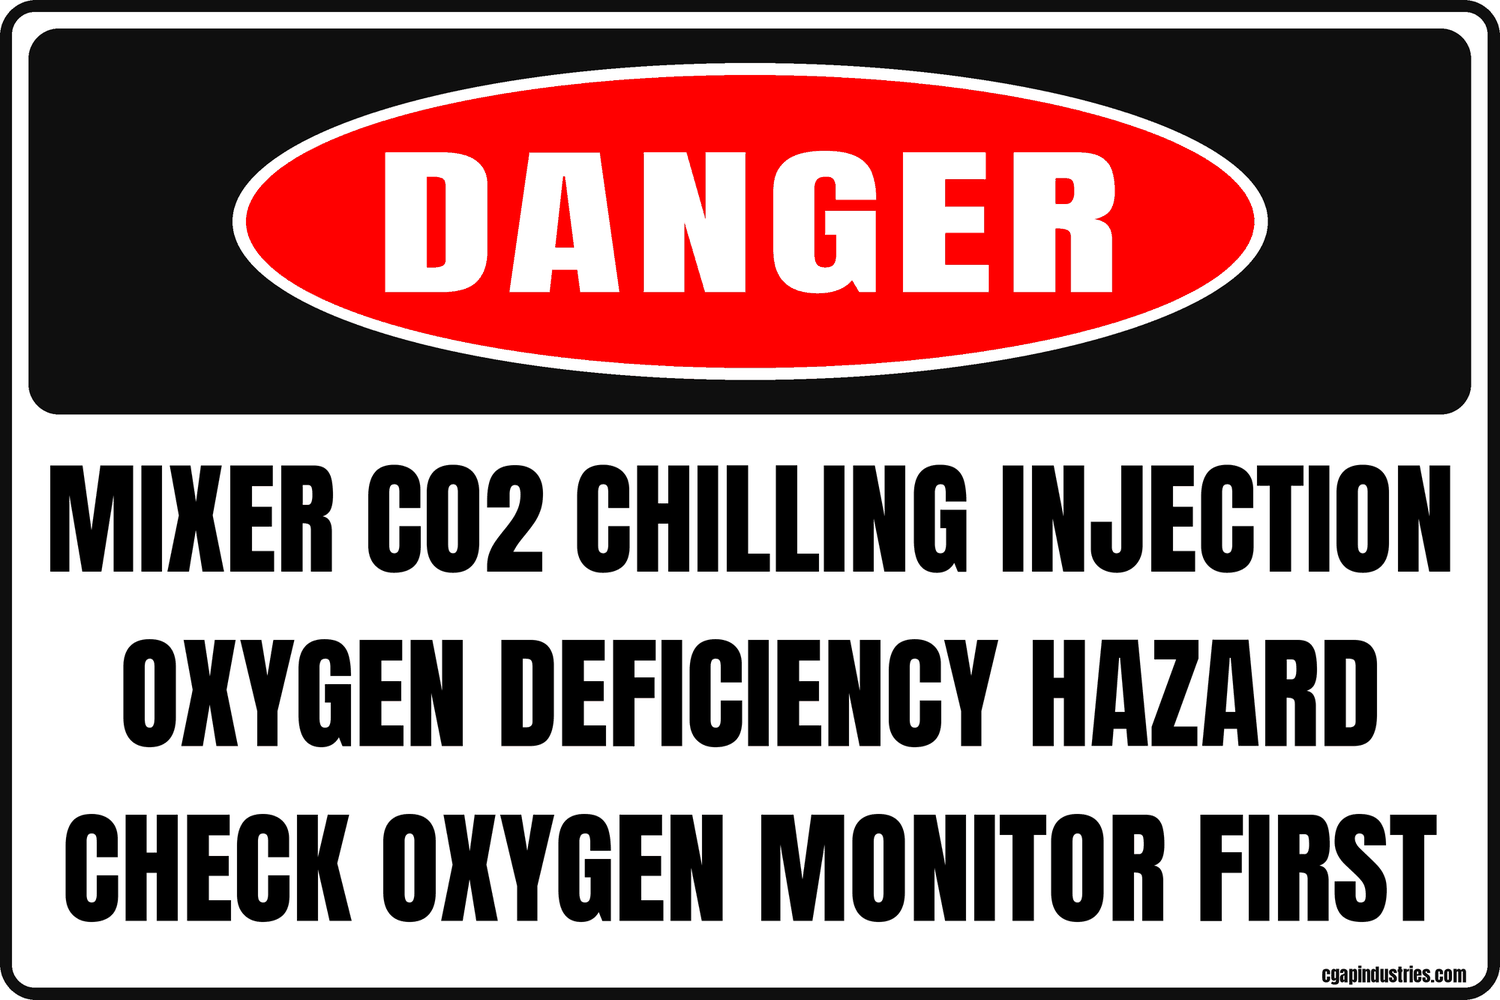 DANGER
MIXER CO2 CHILLING INJECTION
OXYGEN DEFICIENCY HAZARD
CHECK OXYGEN MONITOR FIRST
cgapindustries.com